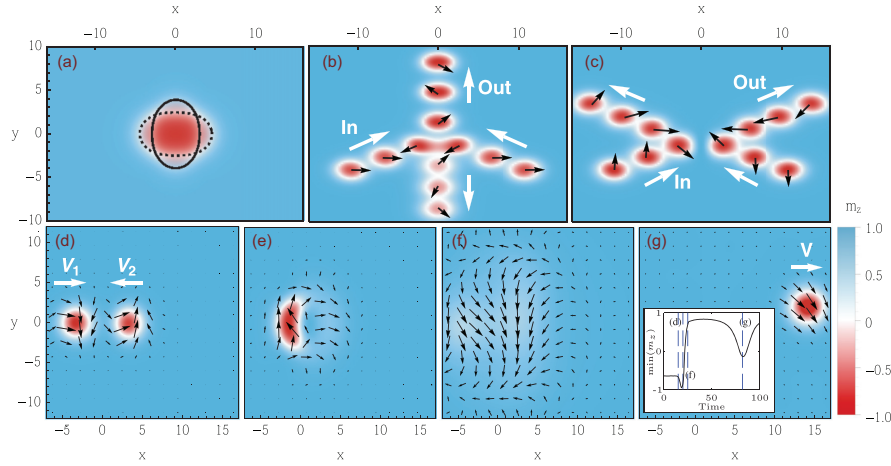 x x x
−10 0 10 −10 0 10 −10 0 10
(a) (b) (c)
10
5
y 0
−5
−10
In Out
In Out
m_z
(d) (e) (f) (g)
V₁ V₂ V
10
5
y 0
−5
−10
1.0
0.5
0
−0.5
−1.0
min(m_z)
1
0
-1
(d) (g)
(f)
0 50 100
Time
−5 0 5 10 15 −5 0 5 10 15 −5 0 5 10 15 −5 0 5 10 15
x x x x